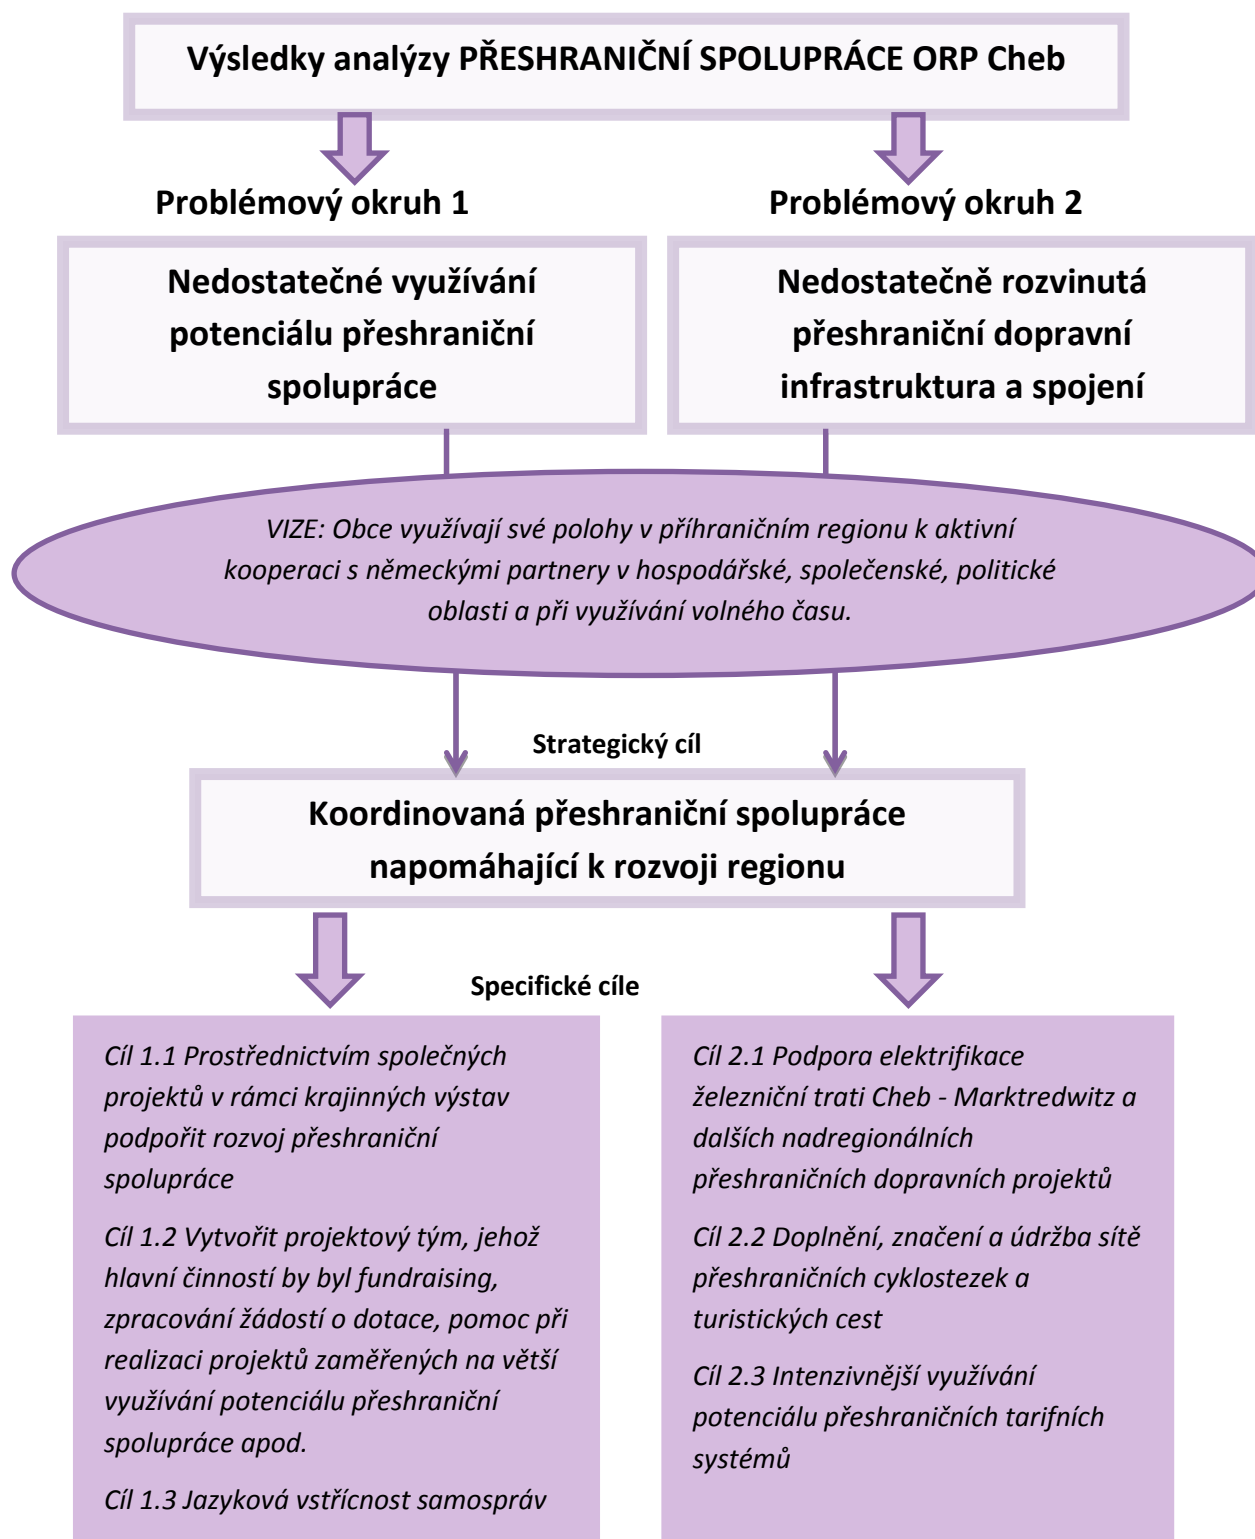 Výsledky analýzy PŘESHRANIČNÍ SPOLUPRÁCE ORP Cheb
Problémový okruh 1
Nedostatečné využívání
potenciálu přeshraniční
spolupráce
Problémový okruh 2
Nedostatečně rozvinutá
přeshraniční dopravní
infrastruktura a spojení
VIZE: Obce využívají své polohy v příhraničním regionu k aktivní
kooperaci s německými partnery v hospodářské, společenské, politické
oblasti a při využívání volného času.
Strategický cíl
Koordinovaná přeshraniční spolupráce
napomáhající k rozvoji regionu
Specifické cíle
Cíl 1.1 Prostřednictvím společných
projektů v rámci krajinných výstav
podpořit rozvoj přeshraniční
spolupráce
Cíl 1.2 Vytvořit projektový tým, jehož
hlavní činností by byl fundraising,
zpracování žádostí o dotace, pomoc při
realizaci projektů zaměřených na větší
využívání potenciálu přeshraniční
spolupráce apod.
Cíl 1.3 Jazyková vstřícnost samospráv
Cíl 2.1 Podpora elektrifikace
železniční trati Cheb - Marktredwitz a
dalších nadregionálních
přeshraničních dopravních projektů
Cíl 2.2 Doplnění, značení a údržba sítě
přeshraničních cyklostezek a
turistických cest
Cíl 2.3 Intenzivnější využívání
potenciálu přeshraničních tarifních
systémů